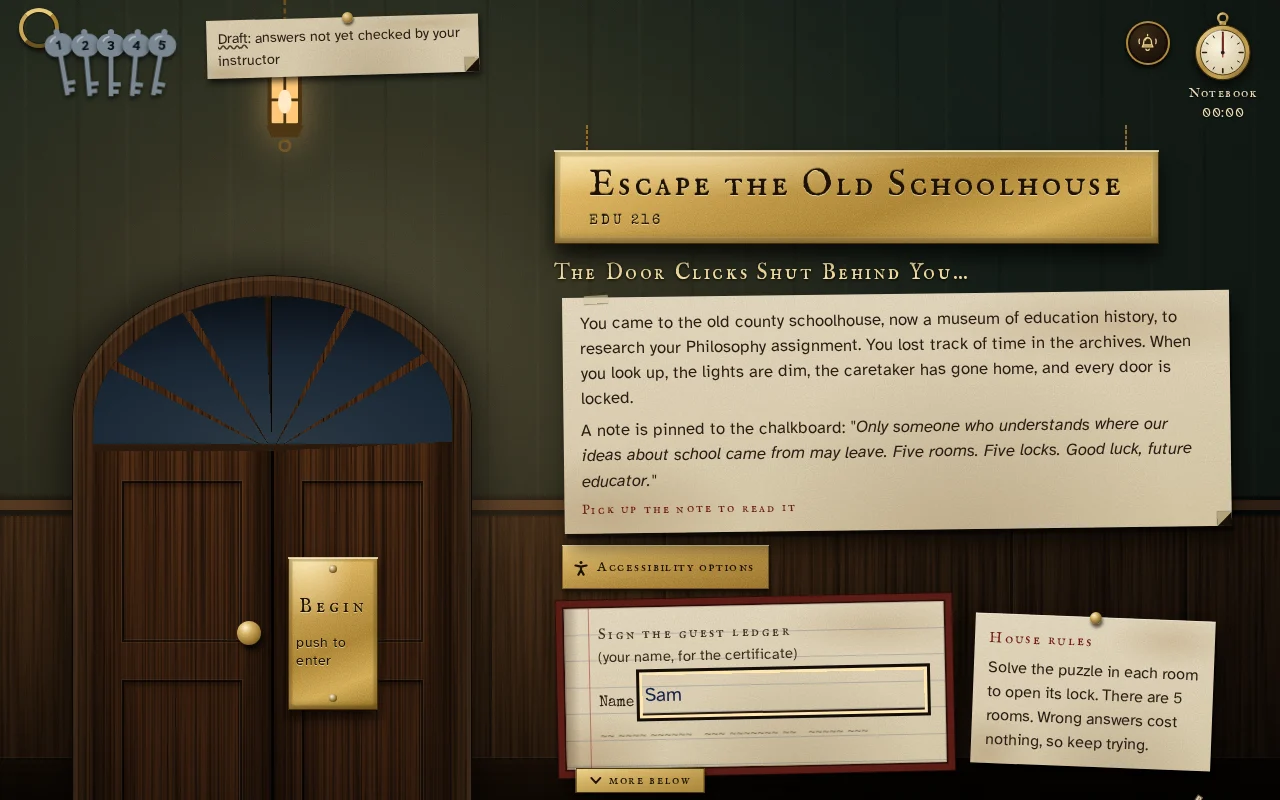 1 2 3 4 5
Draft: answers not yet checked by your
instructor
Notebook
00:00
Escape the Old Schoolhouse
EDU 216
The Door Clicks Shut Behind You...
You came to the old county schoolhouse, now a museum of education history, to
research your Philosophy assignment. You lost track of time in the archives. When
you look up, the lights are dim, the caretaker has gone home, and every door is
locked.
A note is pinned to the chalkboard: "Only someone who understands where our
ideas about school came from may leave. Five rooms. Five locks. Good luck, future
educator."
Pick up the note to read it
Accessibility options
Begin
push to
enter
Sign the guest ledger
(your name, for the certificate)
Name Sam
House rules
Solve the puzzle in each room
to open its lock. There are 5
rooms. Wrong answers cost
nothing, so keep trying.
more below